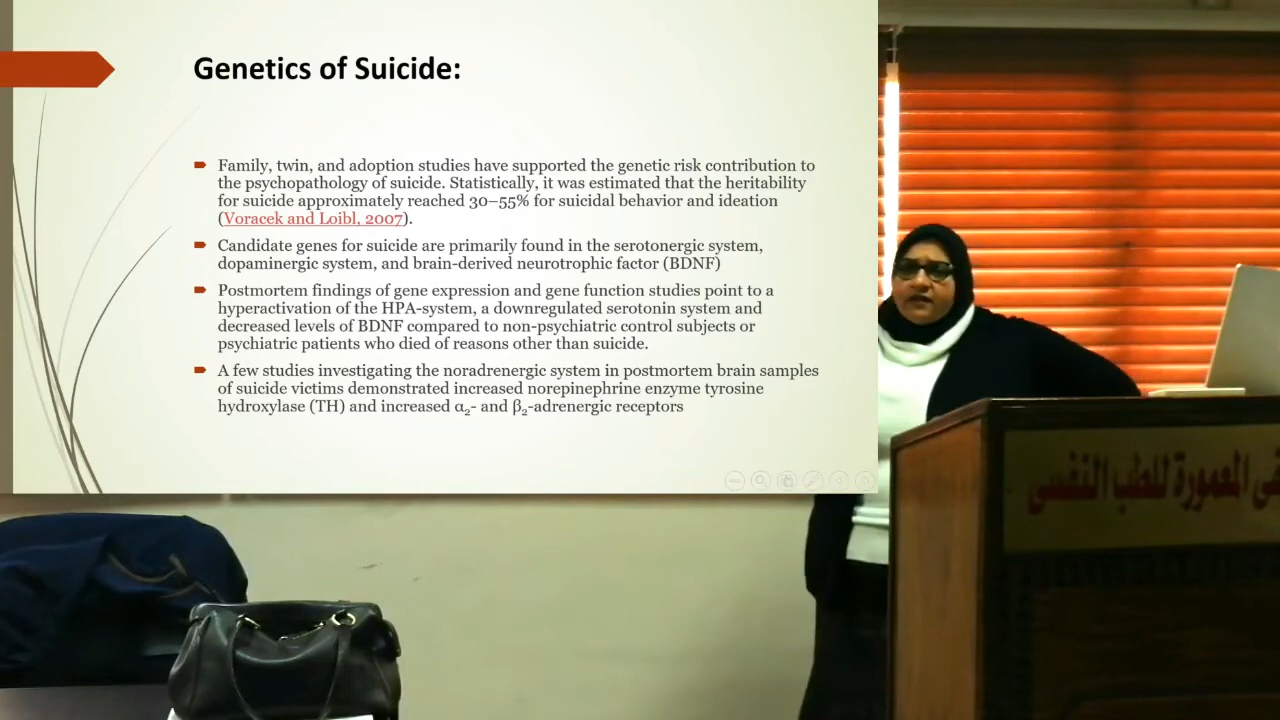 Genetics of Suicide:
Family, twin, and adoption studies have supported the genetic risk contribution to
the psychopathology of suicide. Statistically, it was estimated that the heritability
for suicide approximately reached 30–55% for suicidal behavior and ideation
(Voracek and Loibl, 2007).
Candidate genes for suicide are primarily found in the serotonergic system,
dopaminergic system, and brain-derived neurotrophic factor (BDNF)
Postmortem findings of gene expression and gene function studies point to a
hyperactivation of the HPA-system, a downregulated serotonin system and
decreased levels of BDNF compared to non-psychiatric control subjects or
psychiatric patients who died of reasons other than suicide.
A few studies investigating the noradrenergic system in postmortem brain samples
of suicide victims demonstrated increased norepinephrine enzyme tyrosine
hydroxylase (TH) and increased α₂- and β₂-adrenergic receptors
المعمورة للطب النفسي